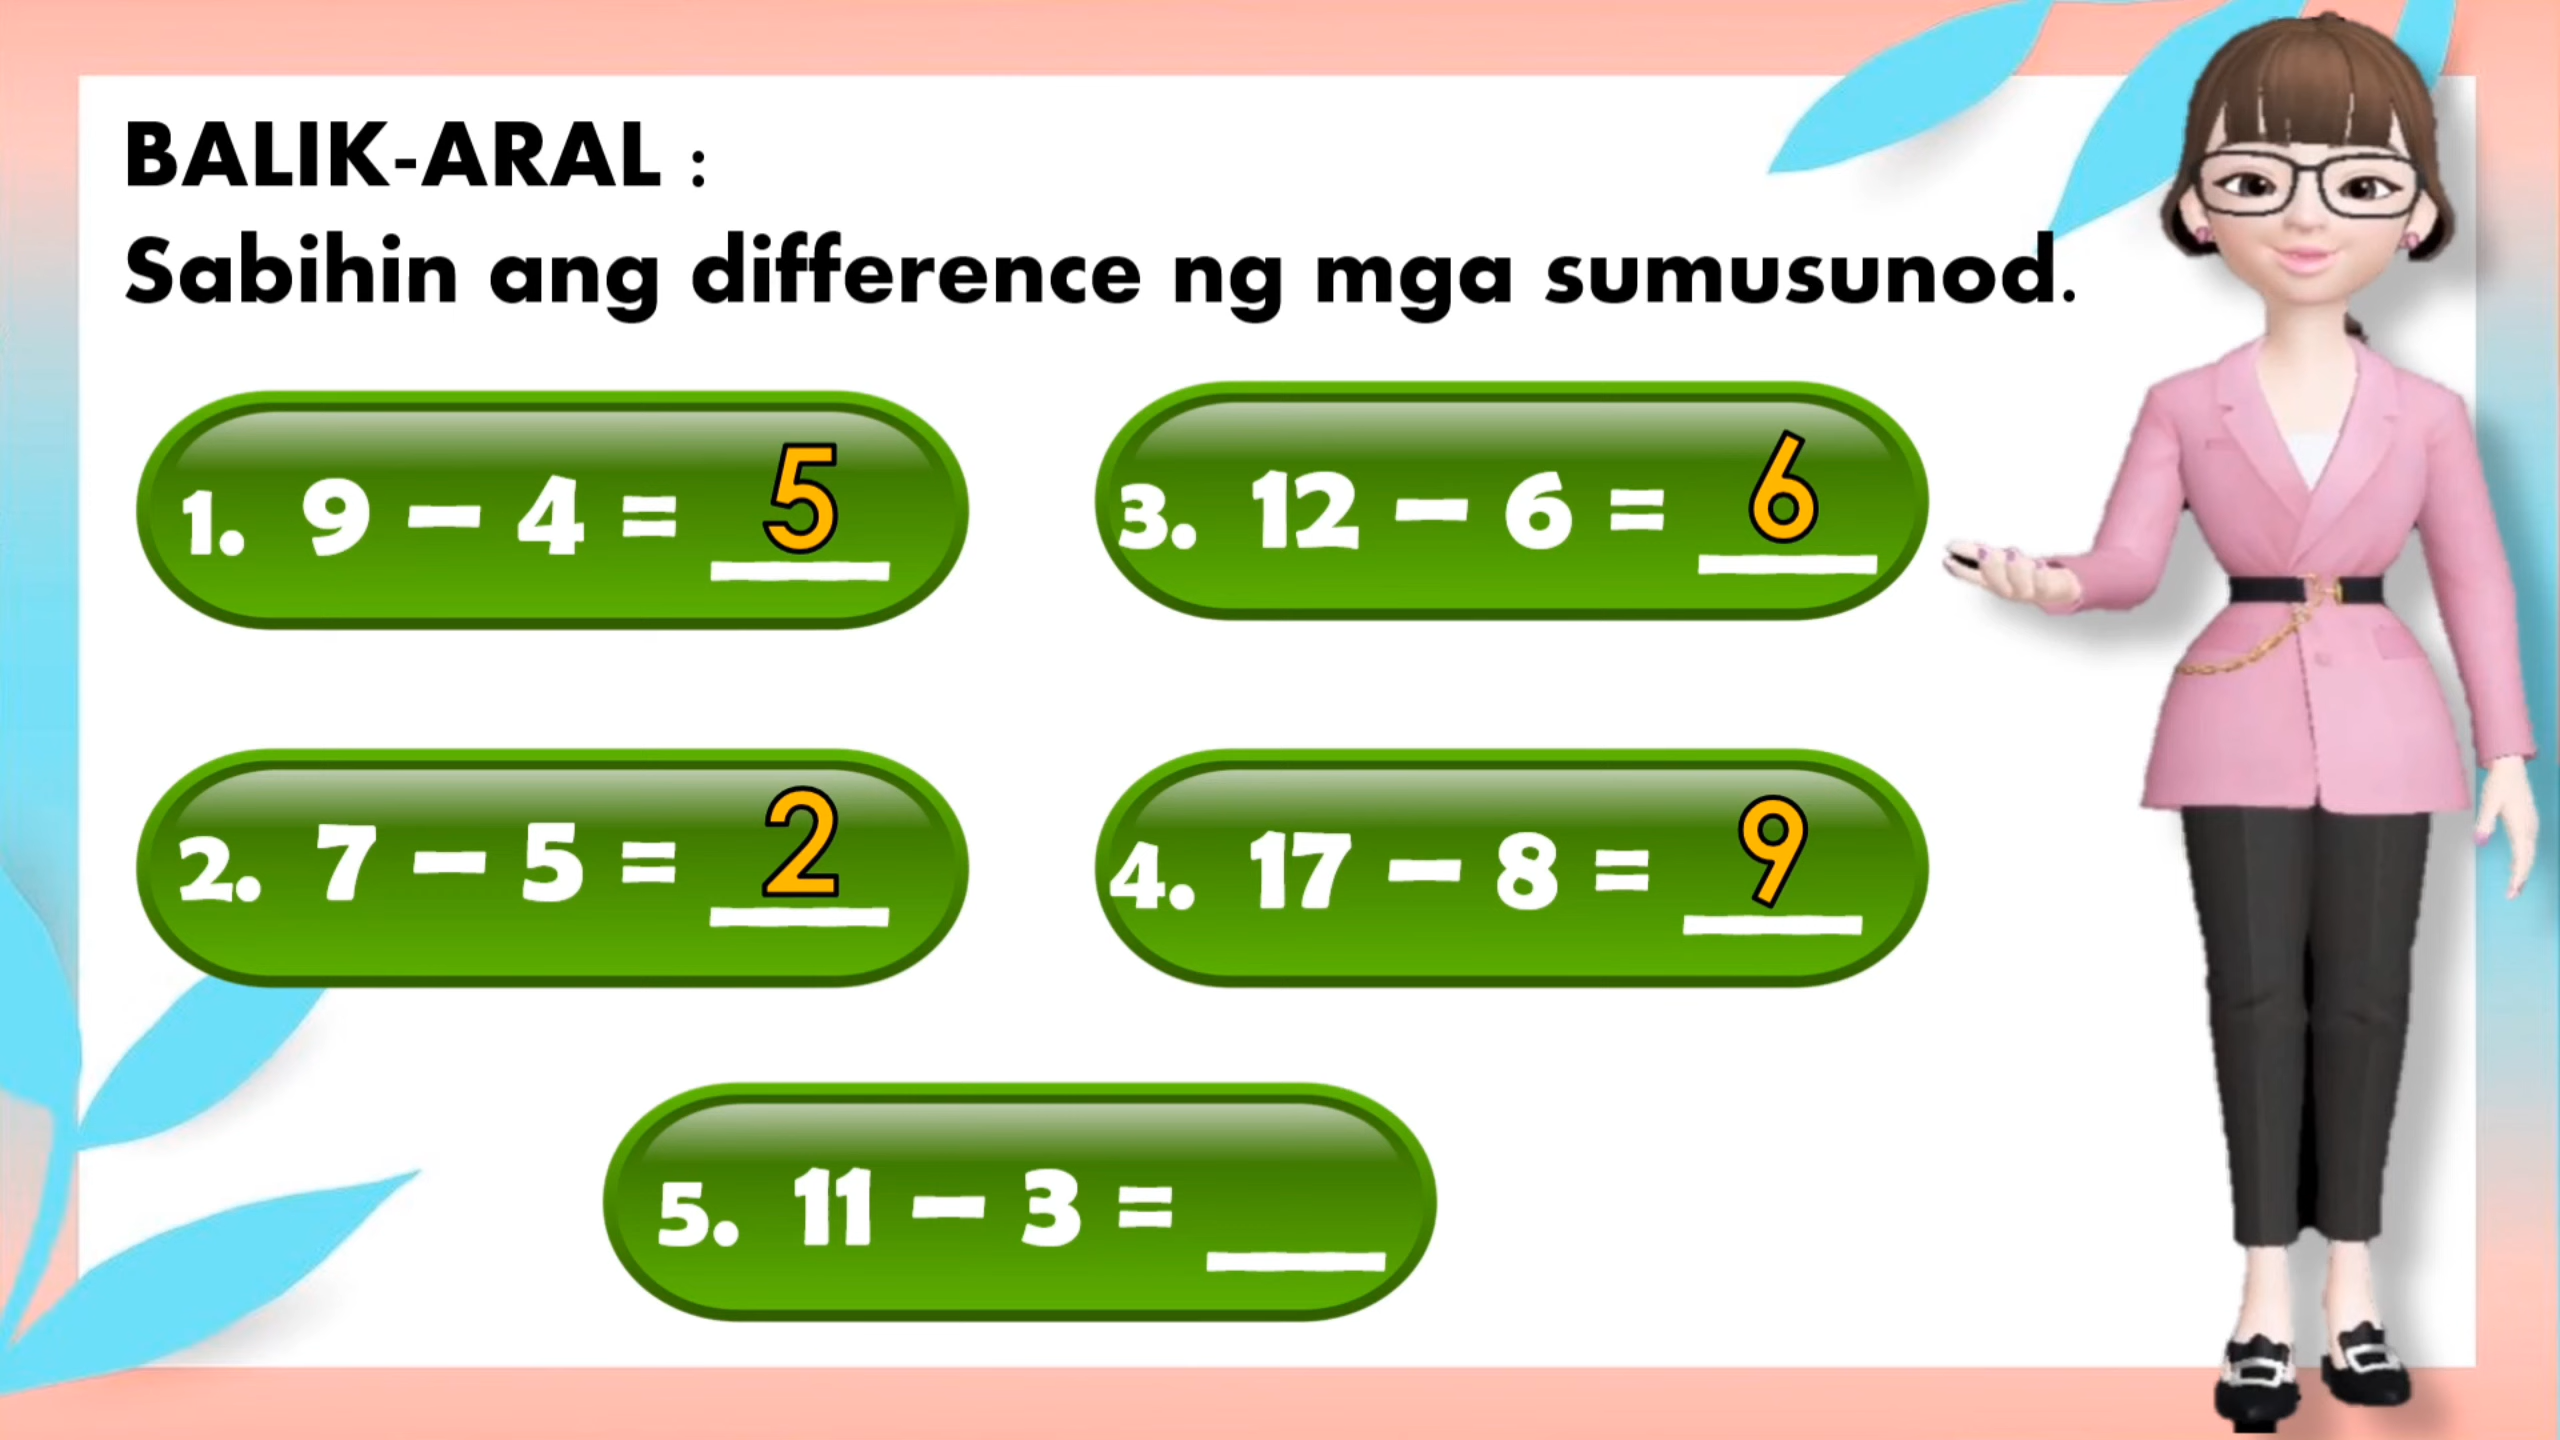 BALIK-ARAL :
Sabihin ang difference ng mga sumusunod.
1. 9 – 4 = 5
2. 7 – 5 = 2
3. 12 – 6 = 6
4. 17 – 8 = 9
5. 11 – 3 = ___